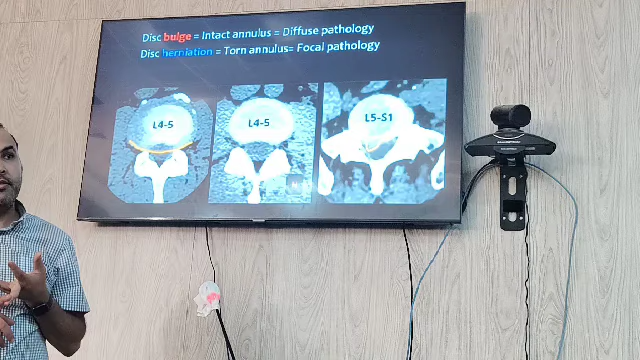 Disc bulge = Intact annulus = Diffuse pathology
Disc herniation = Torn annulus= Focal pathology
L4-5
L4-5
L5-S1